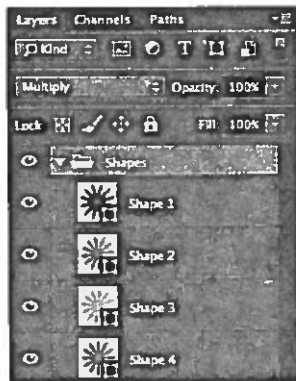 Layers Channels Paths
Kind T
Multiply Opacity: 100%
Lock Fill: 100%
Shapes
Shape 1
Shape 2
Shape 3
Shape 4